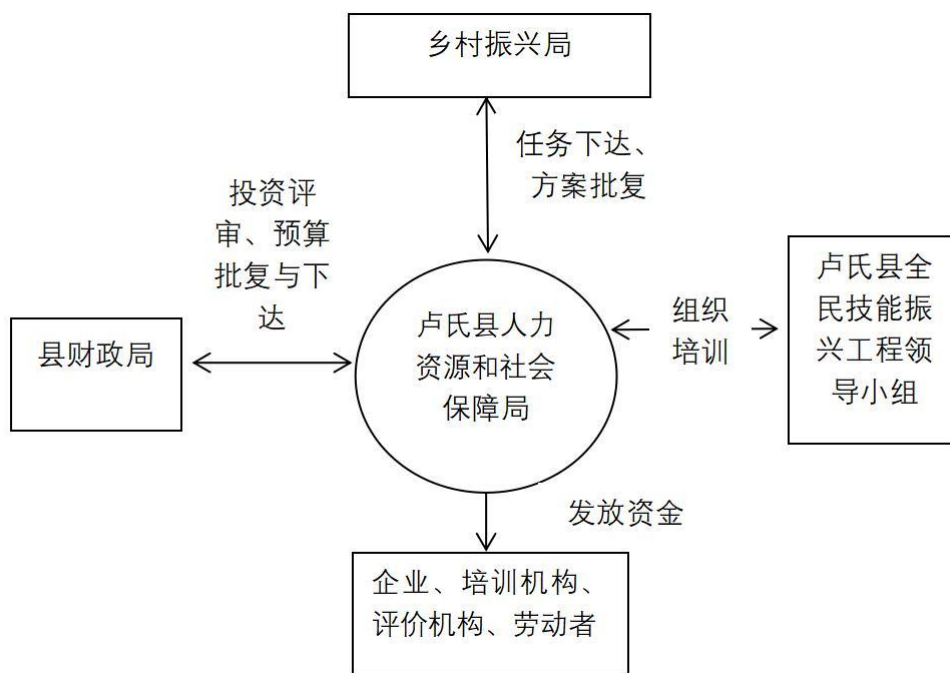 乡村振兴局
任务下达、
方案批复
投资评
审、预算
批复与下
达
县财政局
卢氏县人力
资源和社会
保障局
组织
培训
卢氏县全
民技能振
兴工程领
导小组
发放资金
企业、培训机构、
评价机构、劳动者